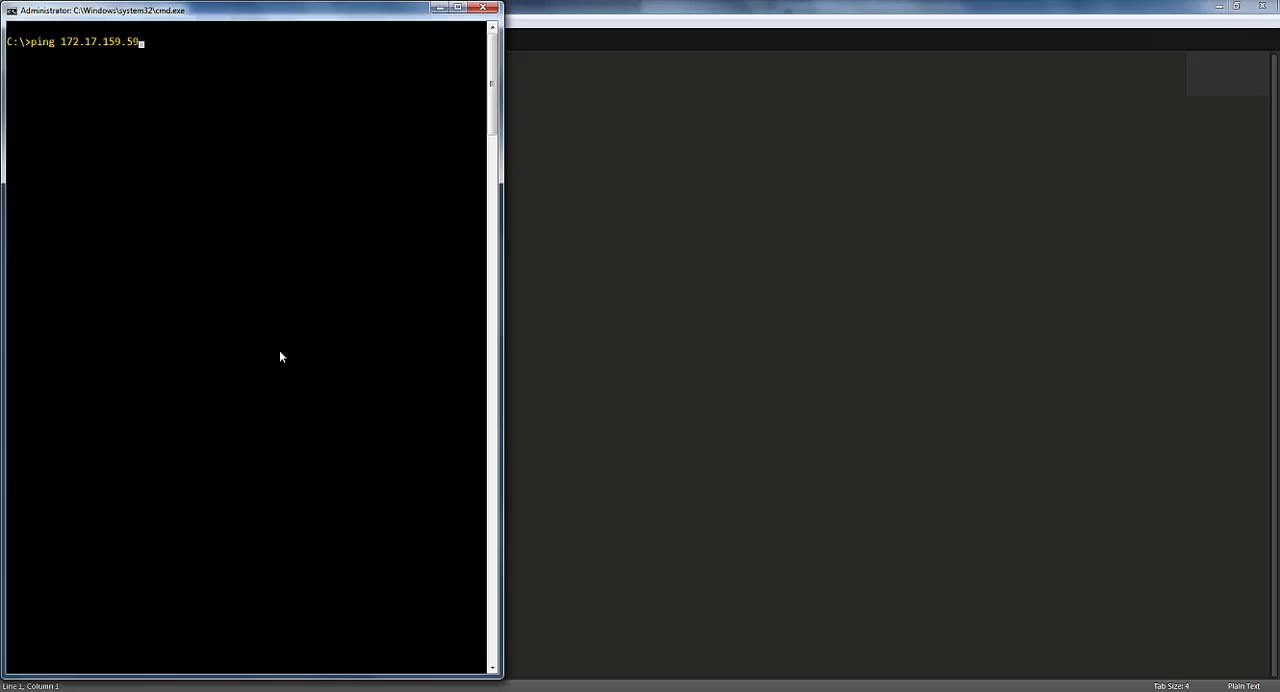 Administrator: C:\Windows\system32\cmd.exe
C:\>ping 172.17.159.59
Line 1, Column 1
Tab Size: 4
Plain Text